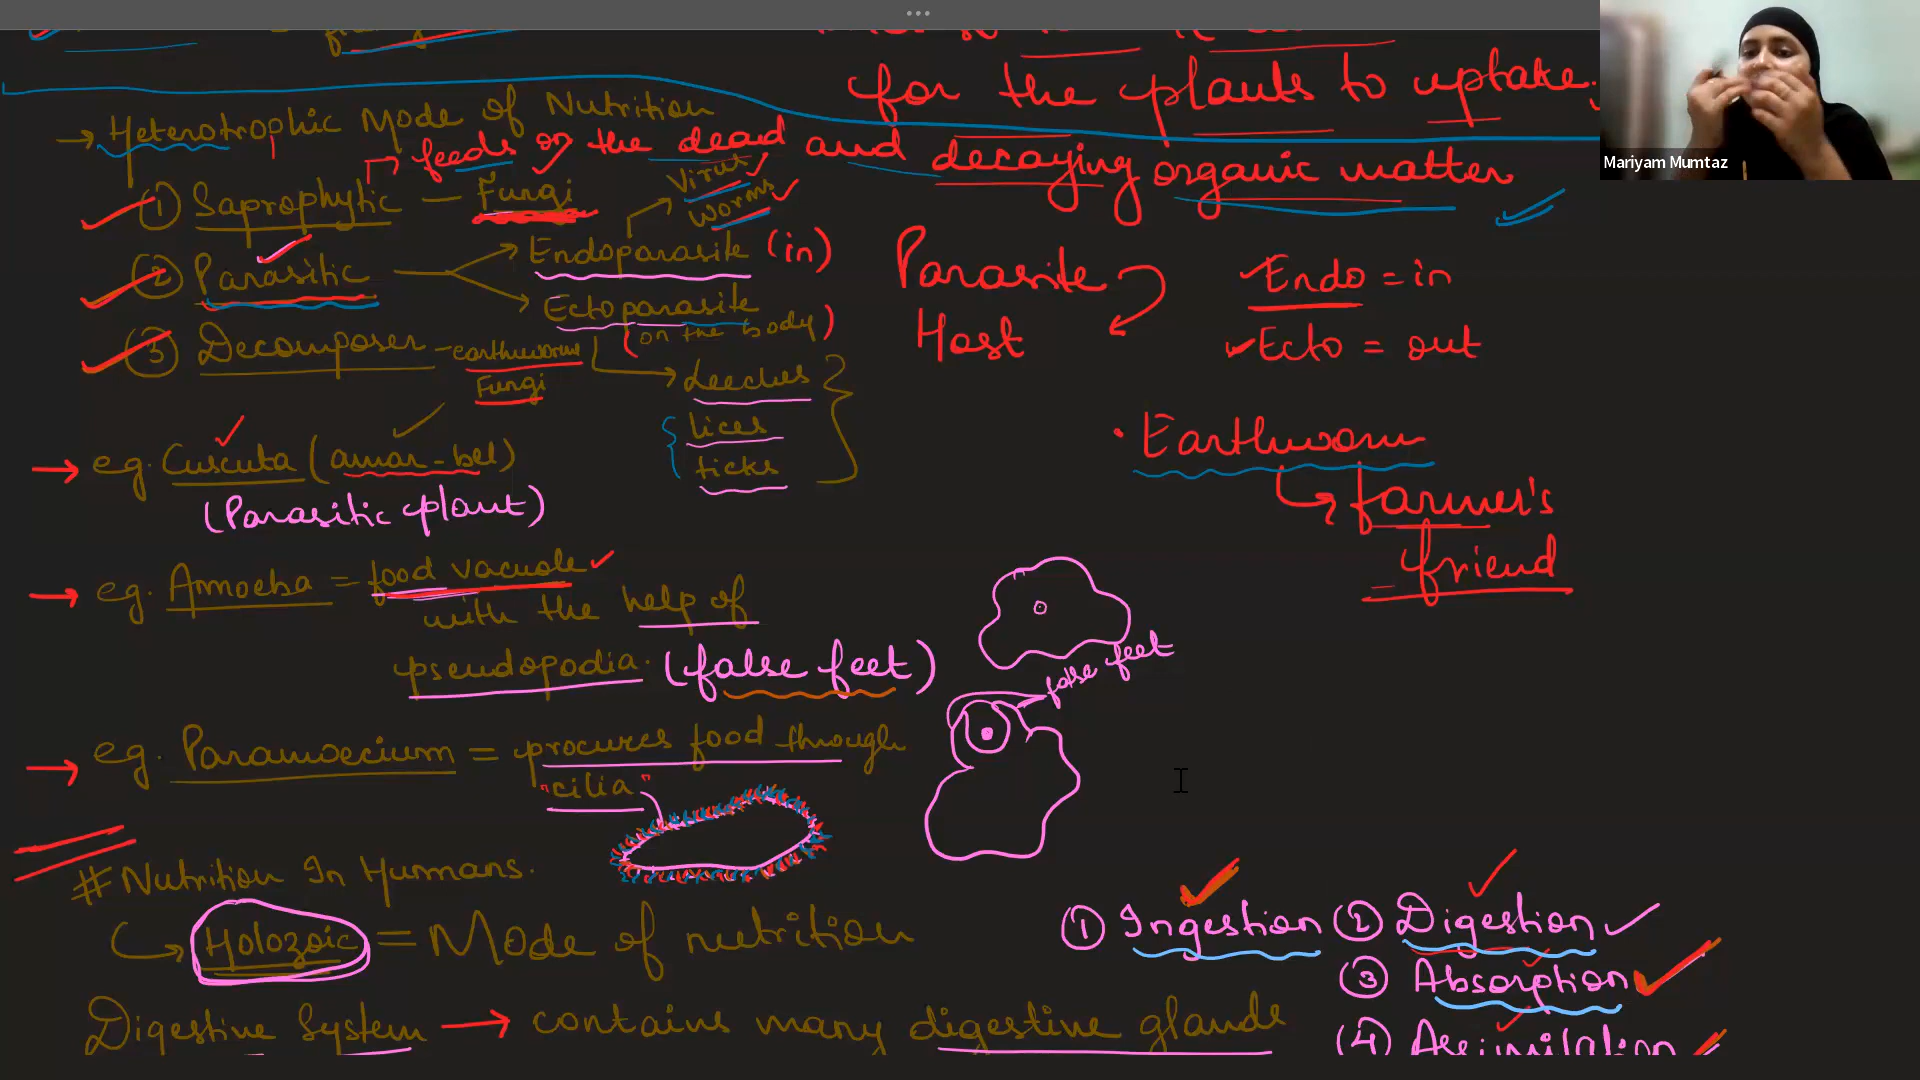 for the plants to uptake.
Mariyam Mumtaz
→ Heterotrophic Mode of Nutrition
feeds on the dead and decaying organic matter
① Saprophytic — Fungi
Virus
worms
② Parasitic
Endoparasite (in)
Ectoparasite
(on the body)
Parasite
Host
Endo = in
Ecto = out
③ Decomposer - earthworms
Fungi
Leeches
lices
ticks
• Earthworm
farmer's
friend
→ eg. Cuscuta (amar-bel)
(Parasitic plant)
→ eg. Amoeba = food vacuole
with the help of
pseudopodia. (false feet)
false feet
→ eg. Paramoecium = procures food through
"cilia"
# Nutrition In Humans.
Holozoic = Mode of nutrition
① Ingestion ② Digestion
③ Absorption
(4) Assimilation
Digestive System → contains many digestive glands